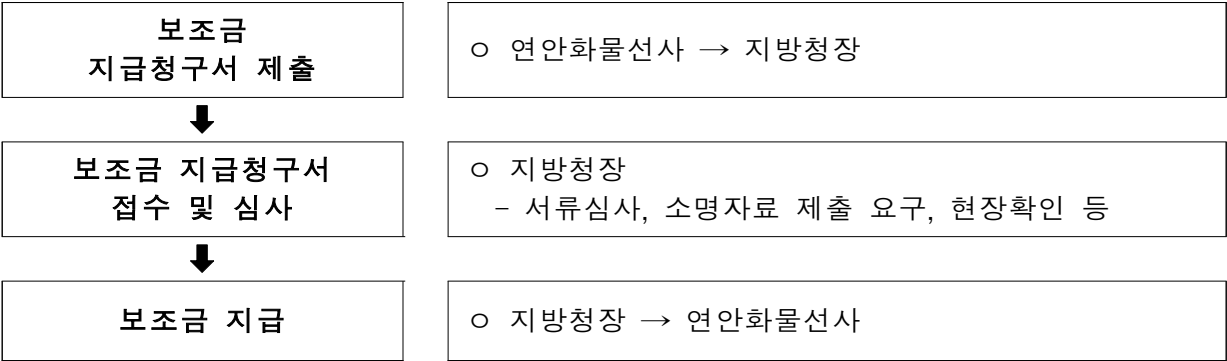 보조금
지급청구서 제출
ㅇ 연안화물선사 → 지방청장
보조금 지급청구서
접수 및 심사
ㅇ 지방청장
- 서류심사, 소명자료 제출 요구, 현장확인 등
보조금 지급
ㅇ 지방청장 → 연안화물선사